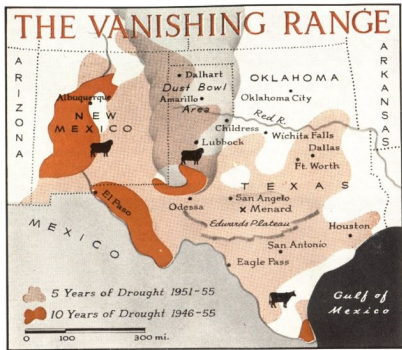 THE VANISHING RANGE
ARIZONA
NEW
MEXICO
Albuquerque
Dalhart
Dust Bowl
Amarillo
Area
OKLAHOMA
Oklahoma City
ARKANSAS
Red R.
Childress
Wichita Falls
Lubbock
Dallas
Ft. Worth
TEXAS
El Paso
Odessa
San Angelo
Menard
Edwards Plateau
MEXICO
San Antonio
Houston
Eagle Pass
Gulf of
Mexico
5 Years of Drought 1951-55
10 Years of Drought 1946-55
0 100 300 mi.